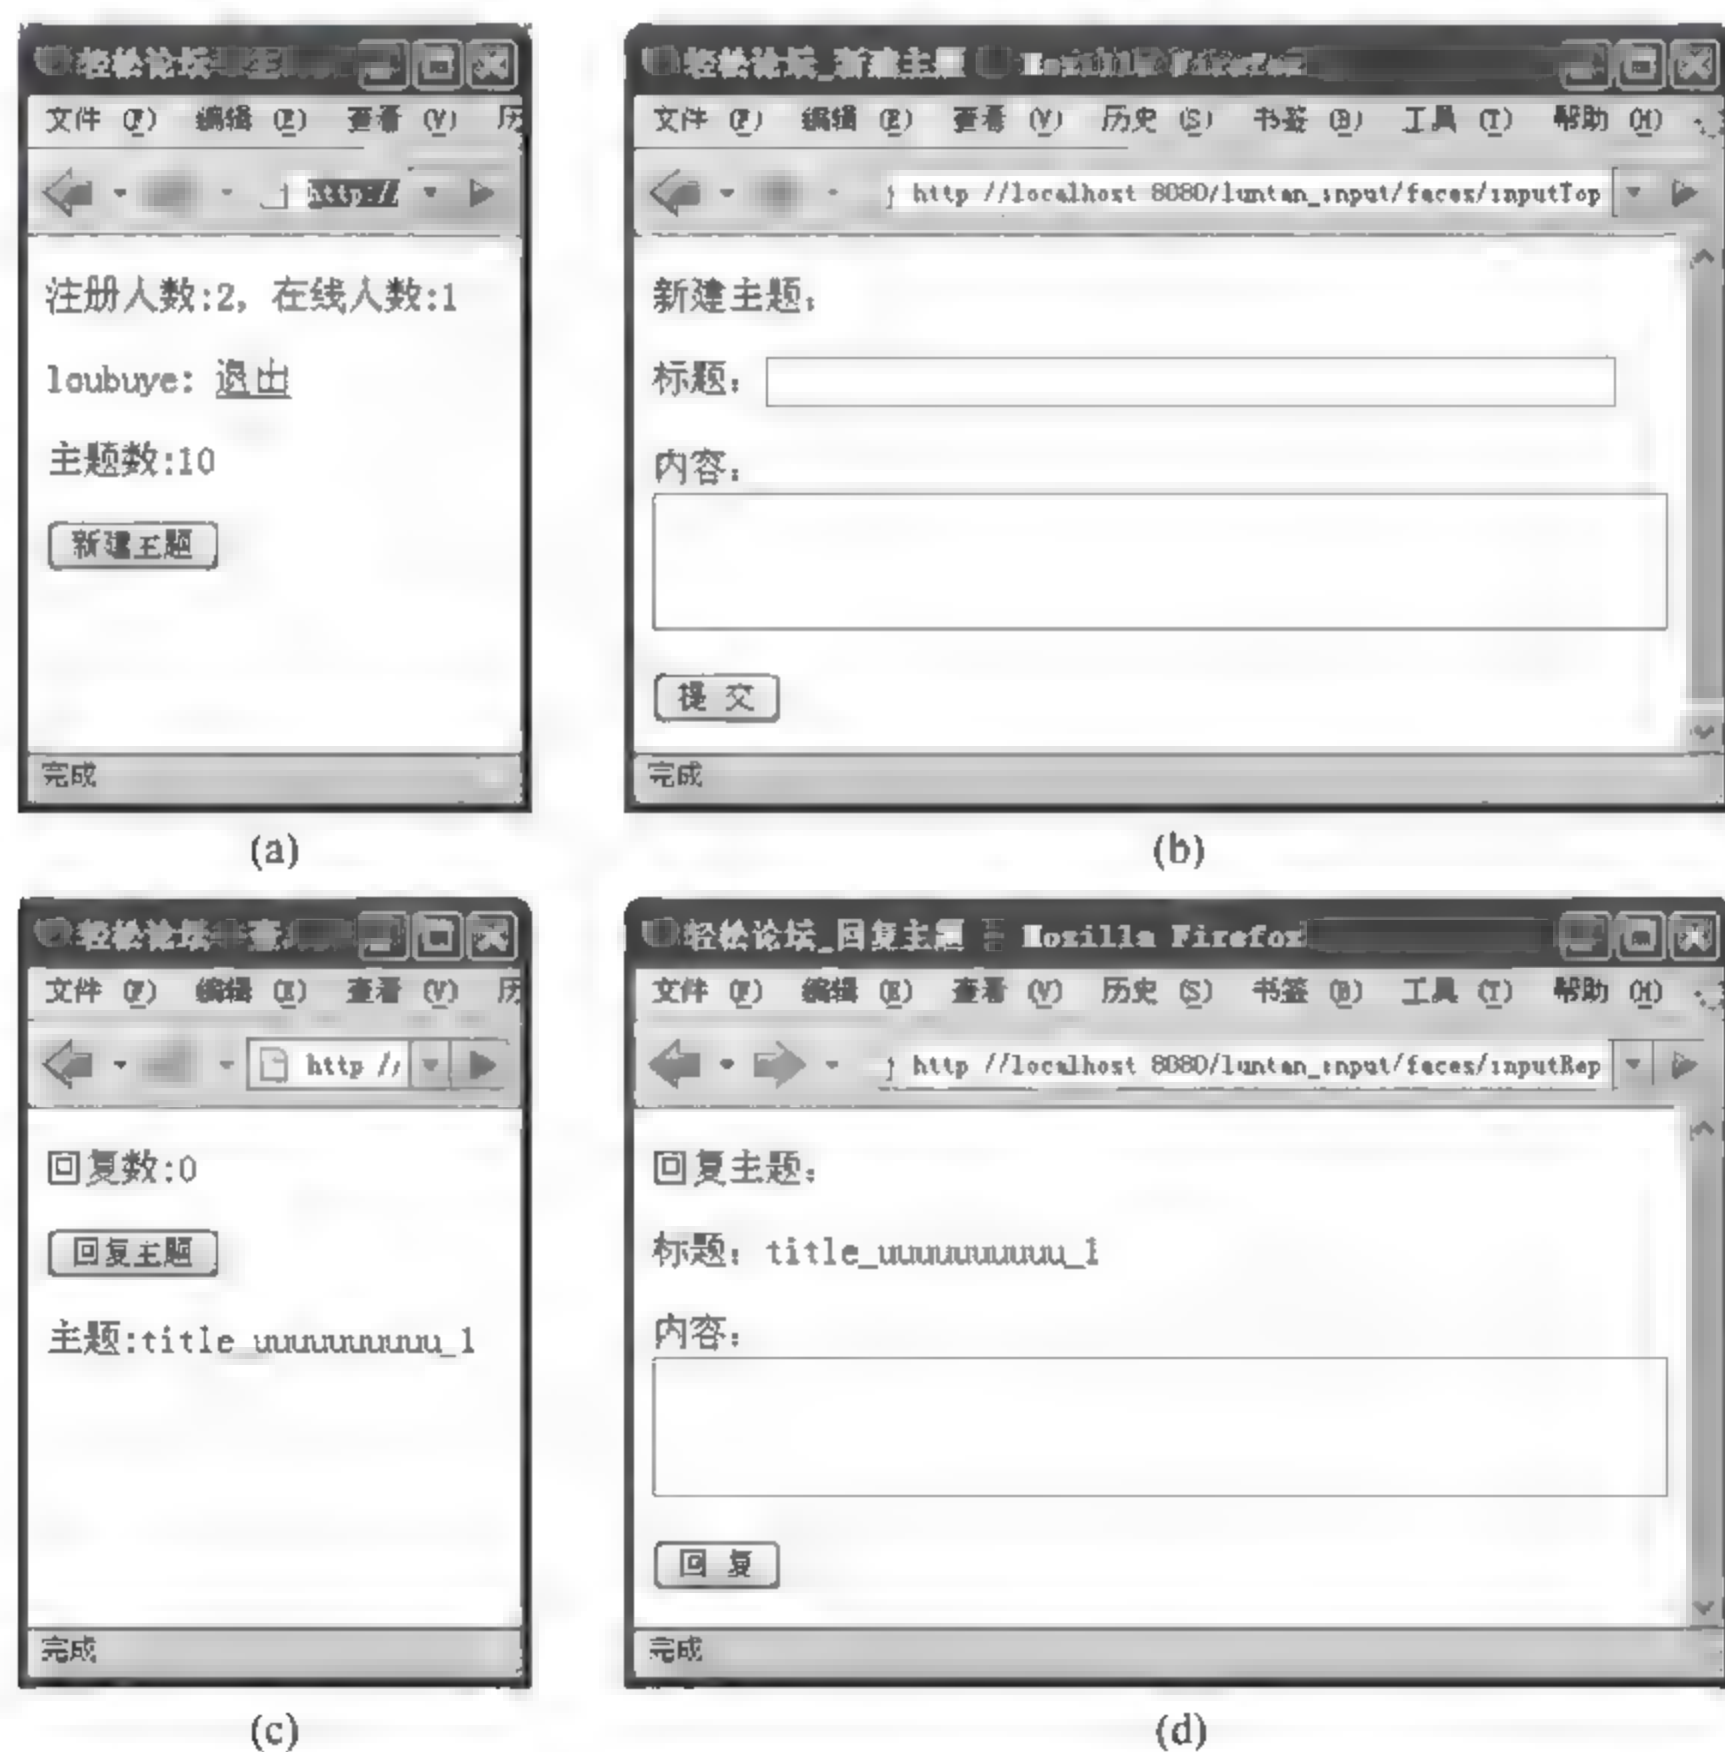 轻松论坛
文件(F) 编辑(E) 查看(V) 历
http://
注册人数:2, 在线人数:1
loubuye: 退出
主题数:10
新建主题
完成
(a)
轻松论坛_新建主题 Mozilla Firefox
文件(F) 编辑(E) 查看(V) 历史(S) 书签(B) 工具(T) 帮助(H)
http //localhost 8080/luntan_input/faces/inputTop
新建主题:
标题:
内容:
提 交
完成
(b)
轻松论坛
文件(F) 编辑(E) 查看(V) 历
http //
回复数:0
回复主题
主题:title_uuuuuuuuuu_1
完成
(c)
轻松论坛_回复主题 Mozilla Firefox
文件(F) 编辑(E) 查看(V) 历史(S) 书签(B) 工具(T) 帮助(H)
http //localhost 8080/luntan_input/faces/inputRep
回复主题:
标题: title_uuuuuuuuuu_1
内容:
回 复
完成
(d)